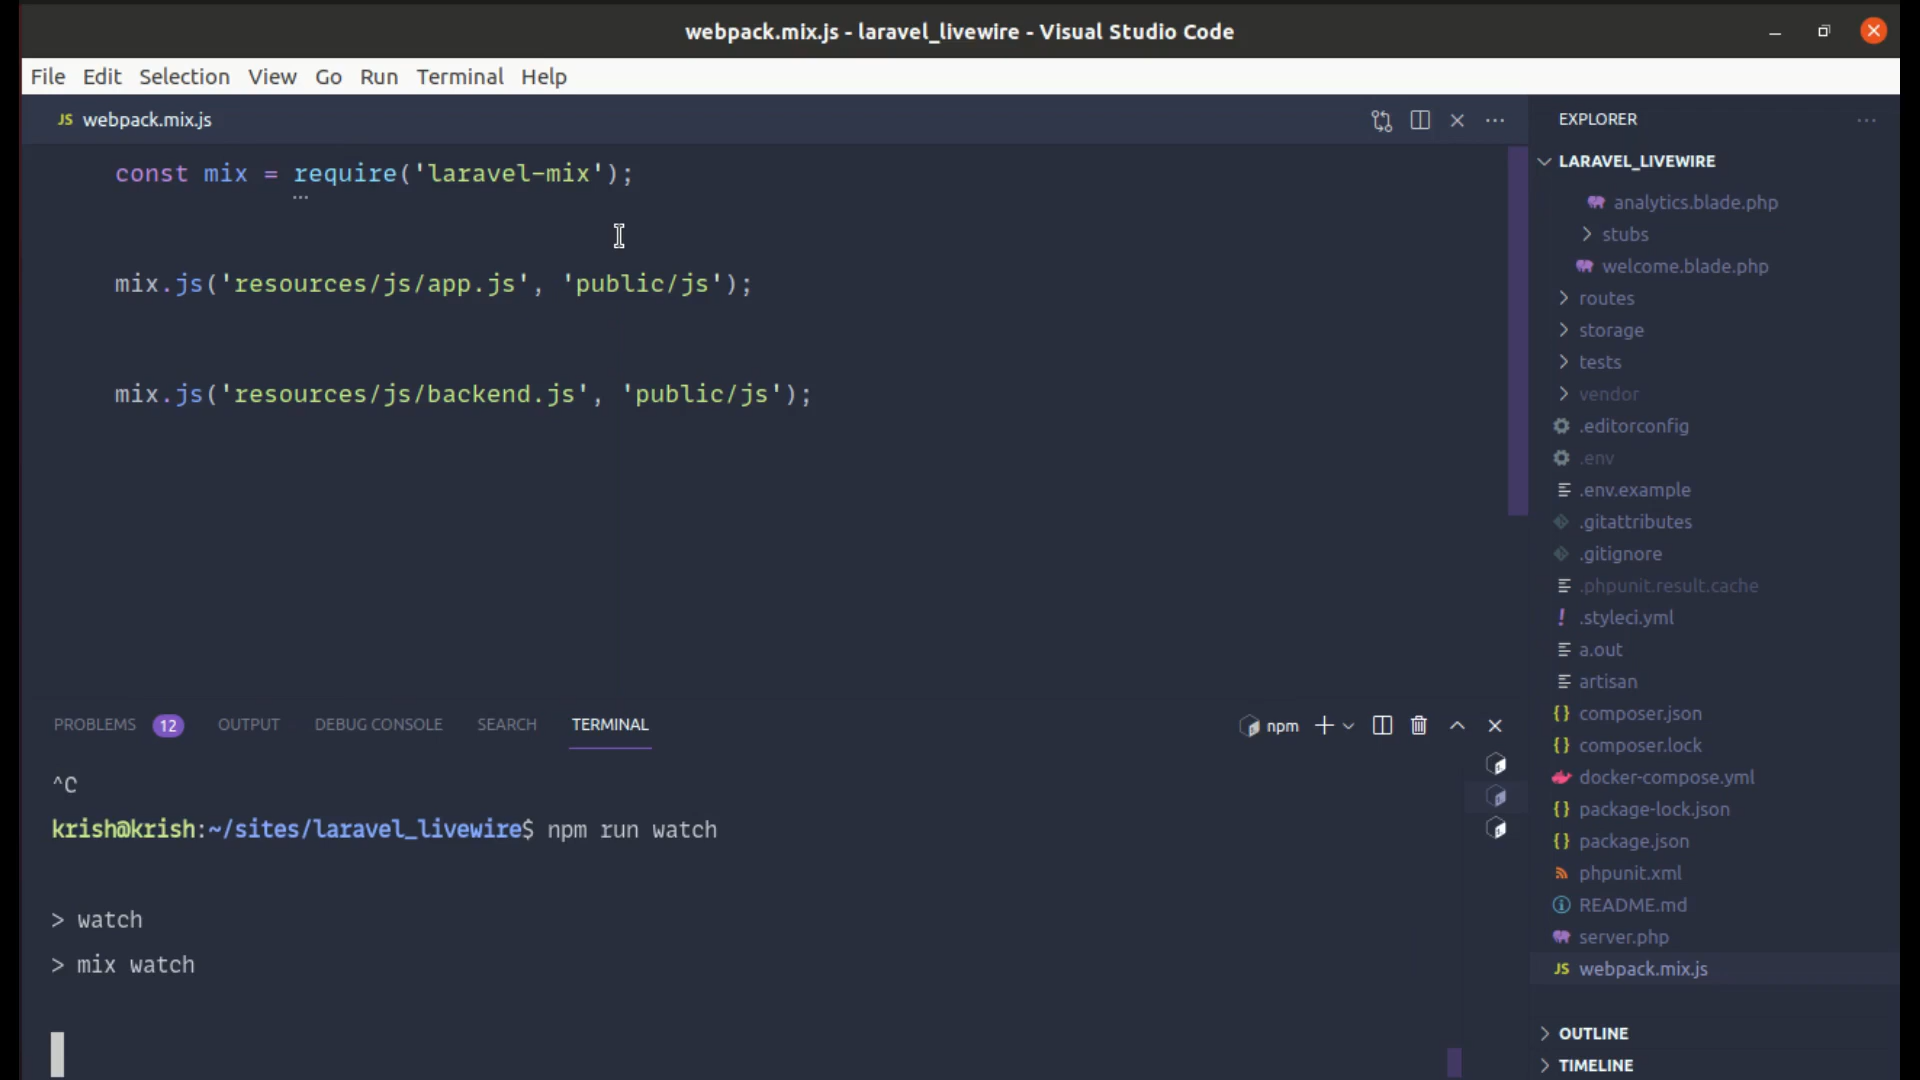 webpack.mix.js - laravel_livewire - Visual Studio Code
File Edit Selection View Go Run Terminal Help
JS webpack.mix.js
const mix = require('laravel-mix');
mix.js('resources/js/app.js', 'public/js');
mix.js('resources/js/backend.js', 'public/js');
PROBLEMS 12 OUTPUT DEBUG CONSOLE SEARCH TERMINAL
npm
^C
krish@krish:~/sites/laravel_livewire$ npm run watch
> watch
> mix watch
EXPLORER
LARAVEL_LIVEWIRE
analytics.blade.php
stubs
welcome.blade.php
routes
storage
tests
vendor
.editorconfig
.env
.env.example
.gitattributes
.gitignore
.phpunit.result.cache
! .styleci.yml
a.out
artisan
{} composer.json
{} composer.lock
docker-compose.yml
{} package-lock.json
{} package.json
phpunit.xml
README.md
server.php
JS webpack.mix.js
OUTLINE
TIMELINE